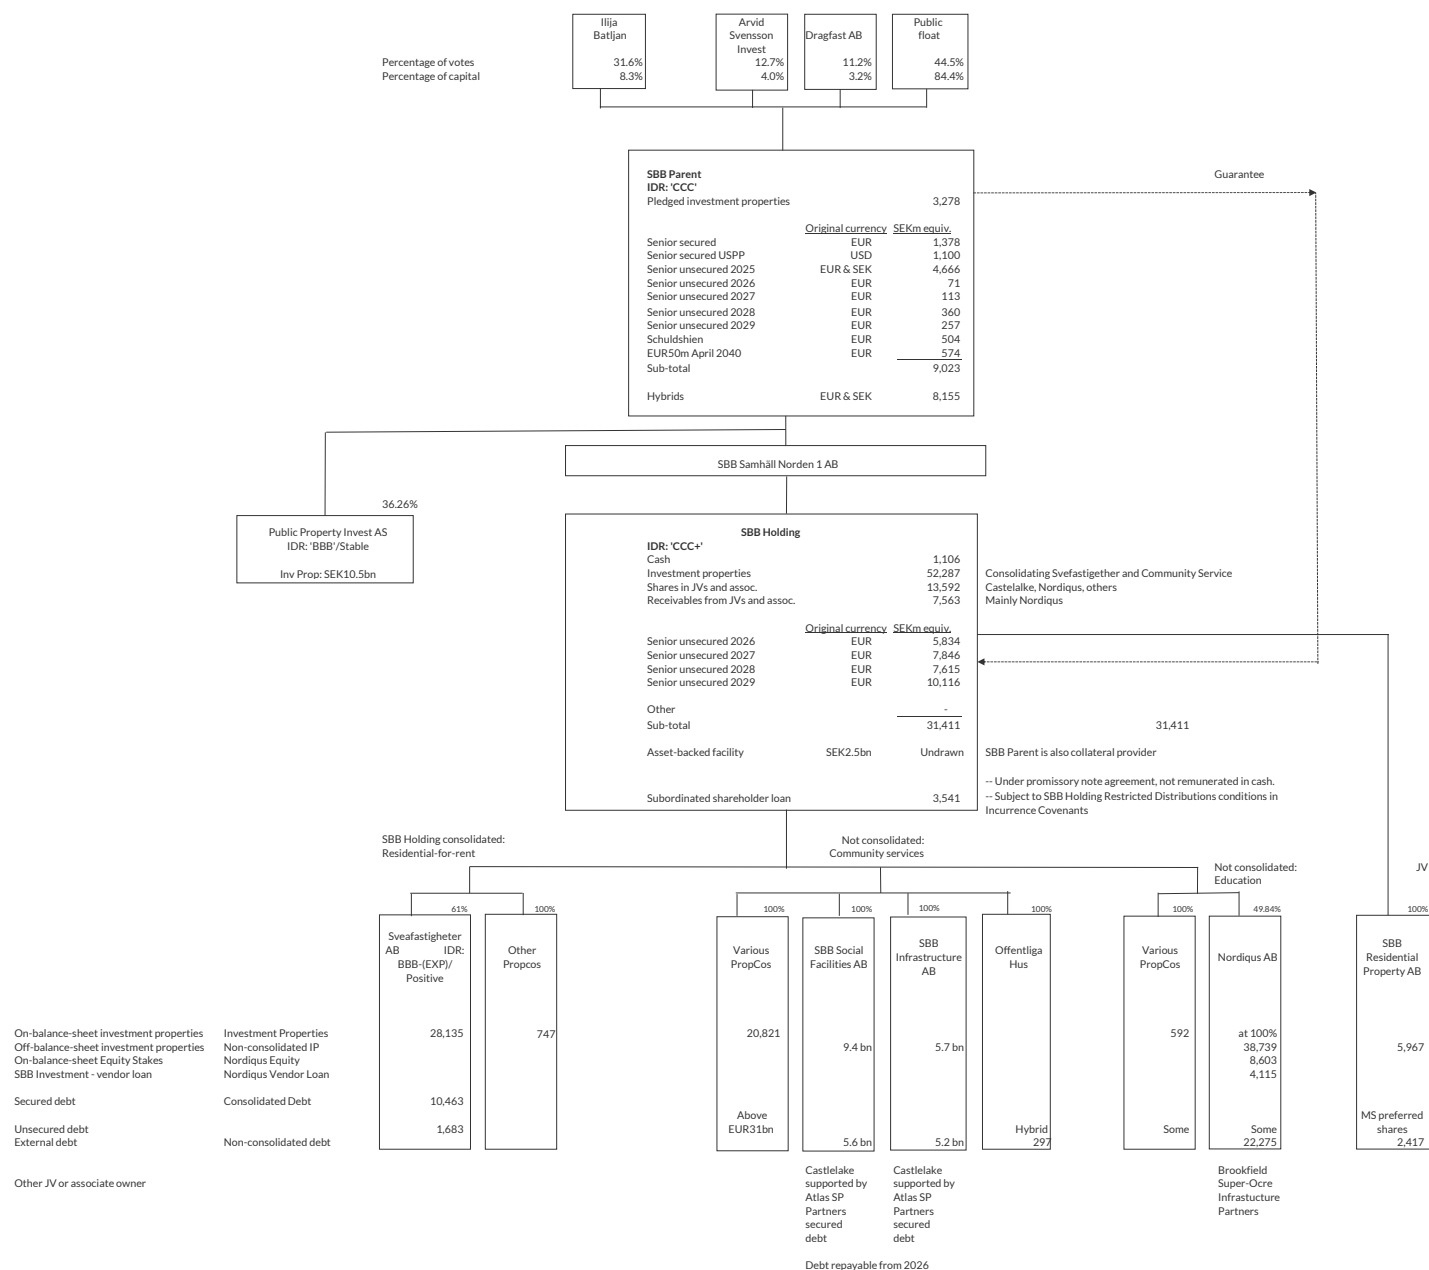 Ilija
Batljan
Arvid
Svensson
Invest
Dragfast AB
Public
float
Percentage of votes 31.6% 12.7% 11.2% 44.5%
Percentage of capital 8.3% 4.0% 3.2% 84.4%
SBB Parent
IDR: 'CCC'
Pledged investment properties 3,278
Guarantee
Original currency SEKm equiv.
Senior secured EUR 1,378
Senior secured USPP USD 1,100
Senior unsecured 2025 EUR & SEK 4,666
Senior unsecured 2026 EUR 71
Senior unsecured 2027 EUR 113
Senior unsecured 2028 EUR 360
Senior unsecured 2029 EUR 257
Schuldshien EUR 504
EUR50m April 2040 EUR 574
Sub-total 9,023
Hybrids EUR & SEK 8,155
SBB Samhäll Norden 1 AB
36.26%
Public Property Invest AS
IDR: 'BBB'/Stable
Inv Prop: SEK10.5bn
SBB Holding
IDR: 'CCC+'
Cash 1,106
Investment properties 52,287 Consolidating Svefastigether and Community Service
Shares in JVs and assoc. 13,592 Castelalke, Nordiqus, others
Receivables from JVs and assoc. 7,563 Mainly Nordiqus
Original currency SEKm equiv.
Senior unsecured 2026 EUR 5,834
Senior unsecured 2027 EUR 7,846
Senior unsecured 2028 EUR 7,615
Senior unsecured 2029 EUR 10,116
Other -
Sub-total 31,411 31,411
Asset-backed facility SEK2.5bn Undrawn SBB Parent is also collateral provider
-- Under promissory note agreement, not remunerated in cash.
Subordinated shareholder loan 3,541 -- Subject to SBB Holding Restricted Distributions conditions in
Incurrence Covenants
SBB Holding consolidated:
Residential-for-rent
Not consolidated:
Community services
Not consolidated:
Education
JV
61% 100% 100% 100% 100% 100% 100% 49.84% 100%
Sveafastigheter
AB IDR:
BBB-(EXP)/
Positive
Other
Propcos
Various
PropCos
SBB Social
Facilities AB
SBB
Infrastructure
AB
Offentliga
Hus
Various
PropCos
Nordiqus AB
SBB
Residential
Property AB
On-balance-sheet investment properties Investment Properties 28,135 747 20,821 592 at 100%
Off-balance-sheet investment properties Non-consolidated IP 9.4 bn 5.7 bn 38,739 5,967
On-balance-sheet Equity Stakes Nordiqus Equity 8,603
SBB Investment - vendor loan Nordiqus Vendor Loan 4,115
Secured debt Consolidated Debt 10,463
Above MS preferred
Unsecured debt 1,683 EUR31bn Hybrid Some Some shares
External debt Non-consolidated debt 5.6 bn 5.2 bn 297 22,275 2,417
Other JV or associate owner
Castlelake
supported by
Atlas SP
Partners
secured
debt
Castlelake
supported by
Atlas SP
Partners
secured
debt
Brookfield
Super-Ocre
Infrastucture
Partners
Debt repayable from 2026